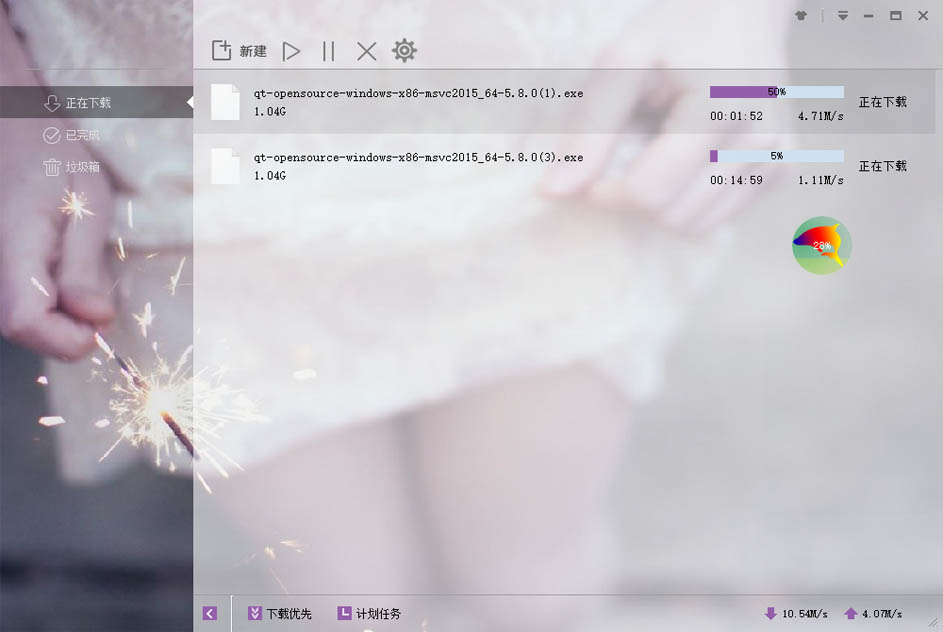 新建
正在下载
已完成
垃圾箱
qt-opensource-windows-x86-msvc2015_64-5.8.0(1).exe
1.04G
50%
00:01:52 4.71M/s
正在下载
qt-opensource-windows-x86-msvc2015_64-5.8.0(3).exe
1.04G
5%
00:14:59 1.11M/s
正在下载
28%
下载优先 计划任务 10.54M/s 4.07M/s